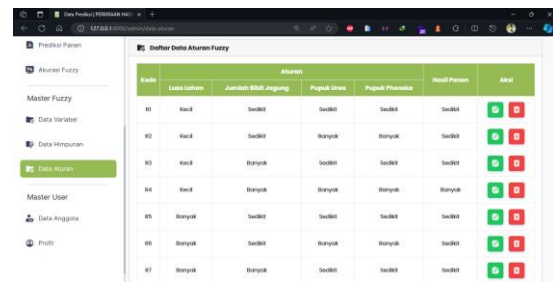 Data Prediksi | PERKIRAAN HASI
127.0.0.1:5000/admin/data-aturan
Prediksi Panen
Akurasi Fuzzy
Master Fuzzy
Data Variabel
Data Himpunan
Data Aturan
Master User
Data Anggota
Profil
Daftar Data Aturan Fuzzy
Kode Aturan Hasil Panen Aksi
Luas Lahan Jumlah Bibit Jagung Pupuk Urea Pupuk Phonska
R1 Kecil Sedikit Sedikit Sedikit Sedikit
R2 Kecil Sedikit Banyak Banyak Sedikit
R3 Kecil Banyak Sedikit Sedikit Sedikit
R4 Kecil Banyak Banyak Banyak Banyak
R5 Banyak Sedikit Sedikit Sedikit Sedikit
R6 Banyak Sedikit Banyak Banyak Sedikit
R7 Banyak Banyak Sedikit Sedikit Sedikit